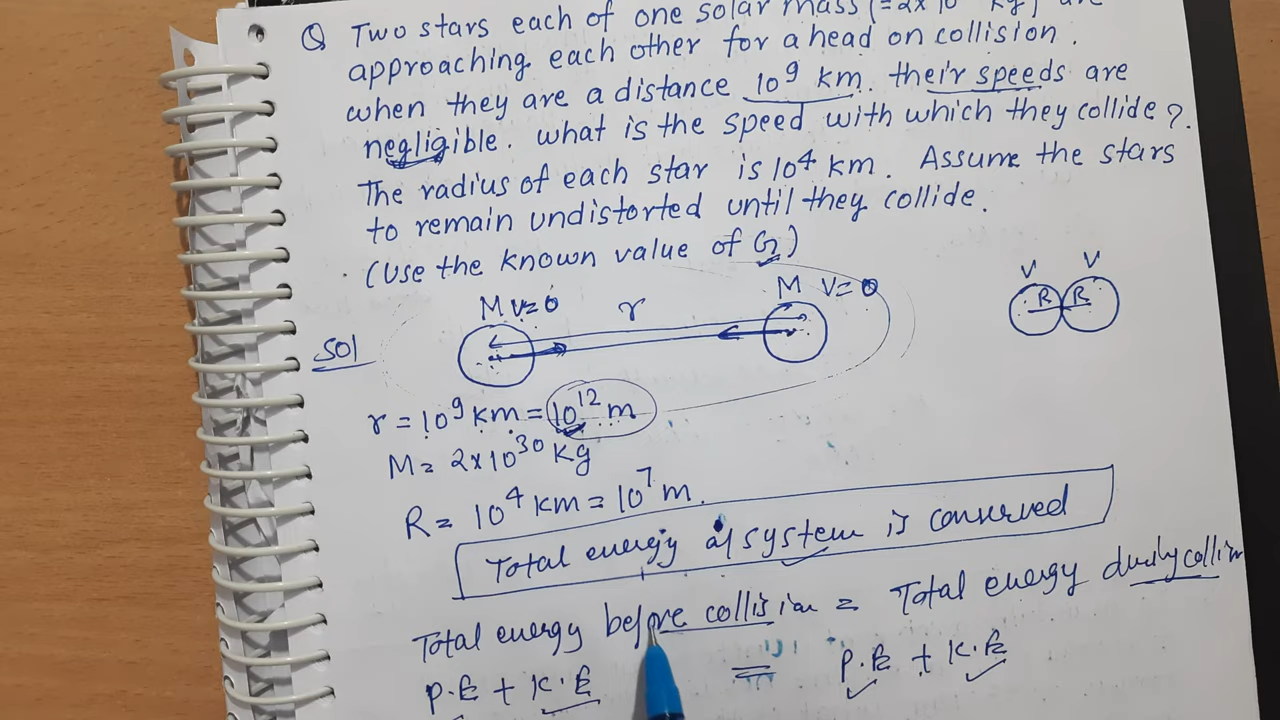 Q Two stars each of one solar mass (= 2x10 kg) are
approaching each other for a head on collision.
when they are a distance 10⁹ km. their speeds are
negligible. what is the speed with which they collide?
The radius of each star is 10⁴ km. Assume the stars
to remain undistorted until they collide.
(Use the known value of G)
M V=0 r M V=0 V V
R R
Sol
r = 10⁹ km = 10¹² m
M = 2x10³⁰ kg
R = 10⁴ km = 10⁷ m.
Total energy of system is conserved
Total energy before collision = Total energy during collision
P.E + K.E = P.E + K.E